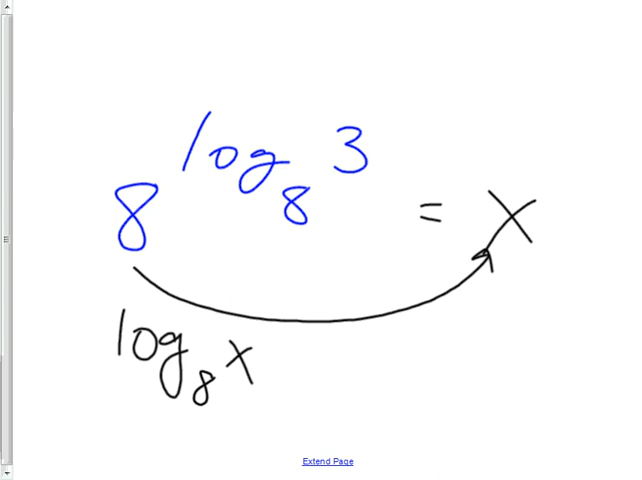 8^{log_8 3} = x
log_8 x
Extend Page